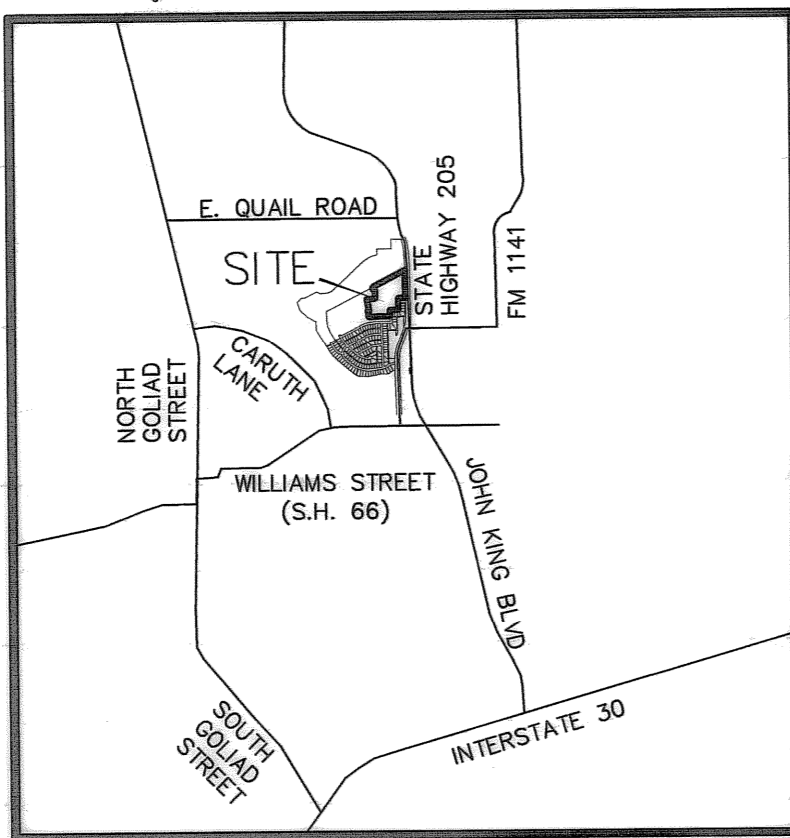 E. QUAIL ROAD
STATE
HIGHWAY 205
FM 1141
SITE
CARUTH
LANE
NORTH
GOLIAD
STREET
WILLIAMS STREET
(S.H. 66)
JOHN KING BLVD
SOUTH
GOLIAD
STREET
INTERSTATE 30